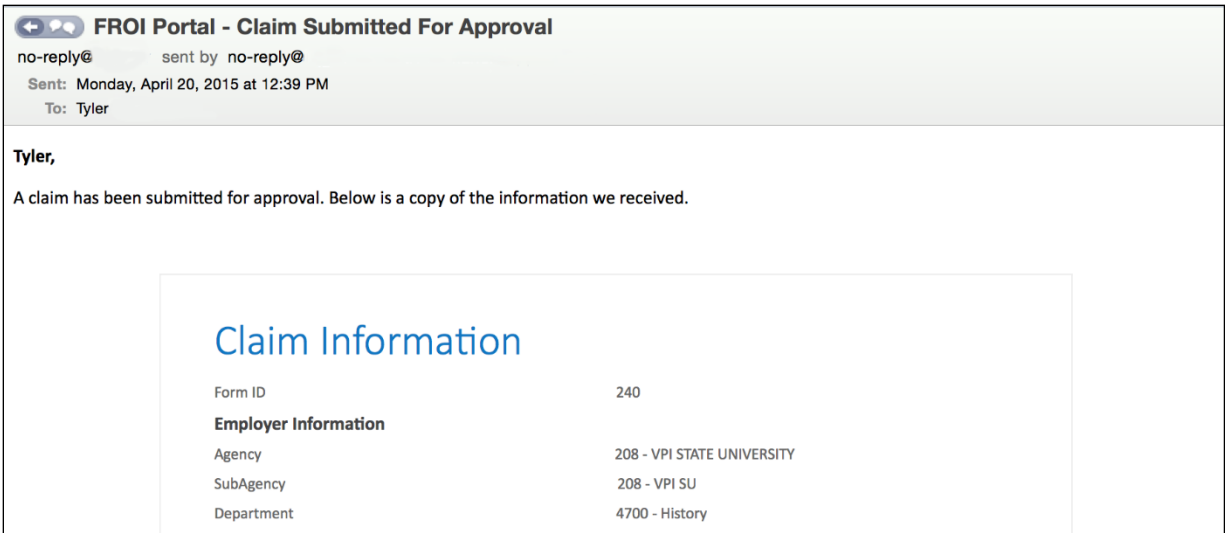 FROI Portal - Claim Submitted For Approval
no-reply@ sent by no-reply@
Sent: Monday, April 20, 2015 at 12:39 PM
To: Tyler
Tyler,
A claim has been submitted for approval. Below is a copy of the information we received.
Claim Information
Form ID 240
Employer Information
Agency 208 - VPI STATE UNIVERSITY
SubAgency 208 - VPI SU
Department 4700 - History